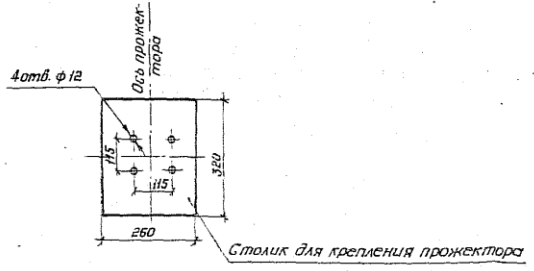 Ось прожек-
тора
4отв. ф12
115
115
320
260
Столик для крепления прожектора